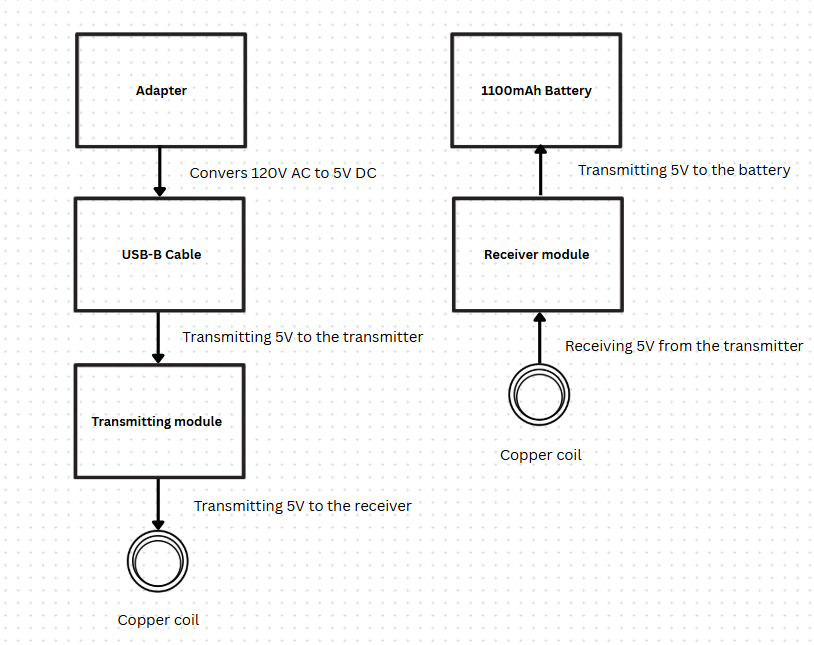 Adapter
Convers 120V AC to 5V DC
USB-B Cable
Transmitting 5V to the transmitter
Transmitting module
Transmitting 5V to the receiver
Copper coil
1100mAh Battery
Transmitting 5V to the battery
Receiver module
Receiving 5V from the transmitter
Copper coil